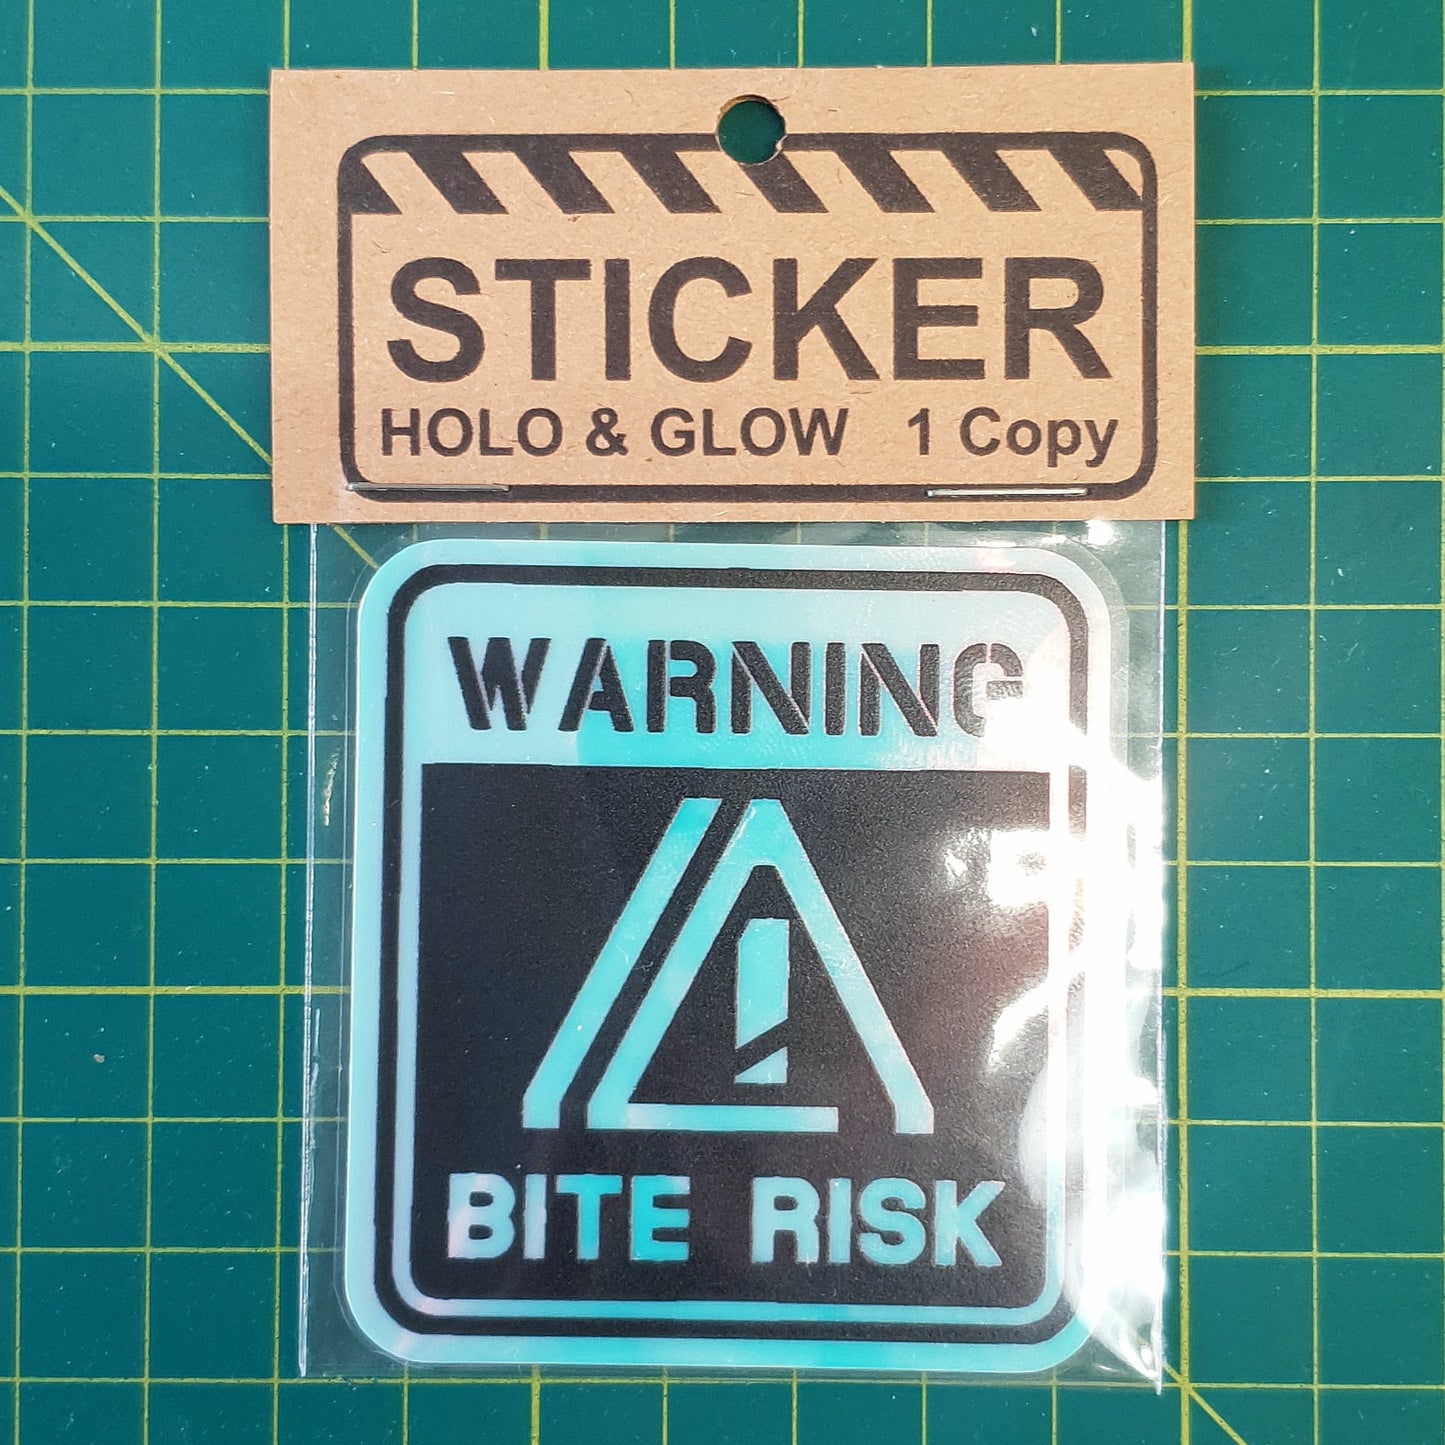 STICKER
HOLO & GLOW 1 Copy
WARNING
BITE RISK